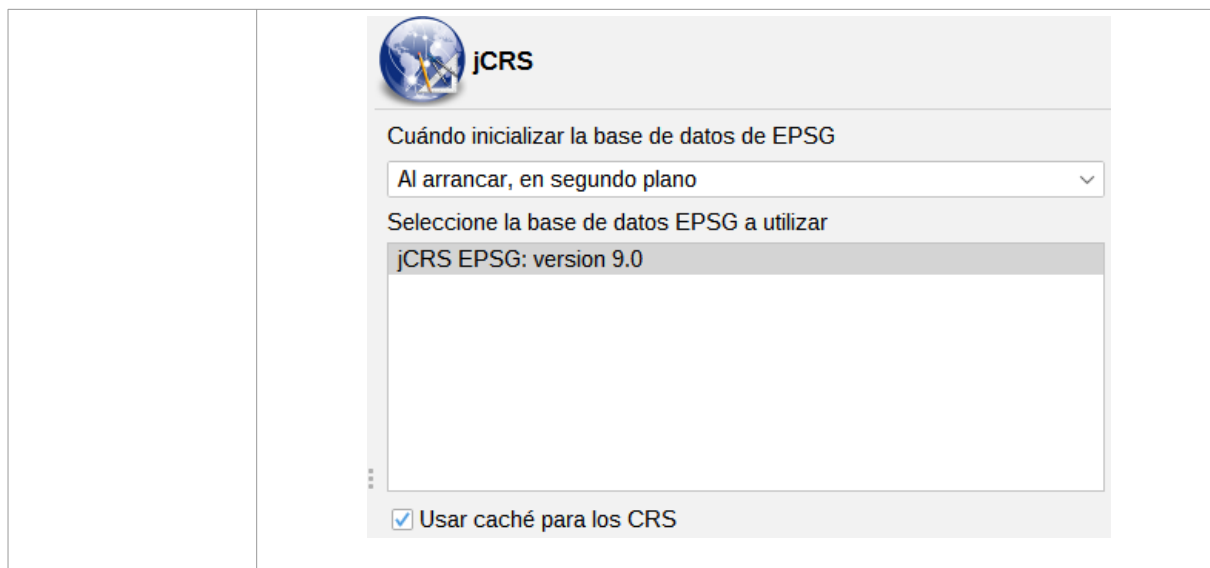 jCRS
Cuándo inicializar la base de datos de EPSG
Al arrancar, en segundo plano
Seleccione la base de datos EPSG a utilizar
jCRS EPSG: version 9.0
Usar caché para los CRS